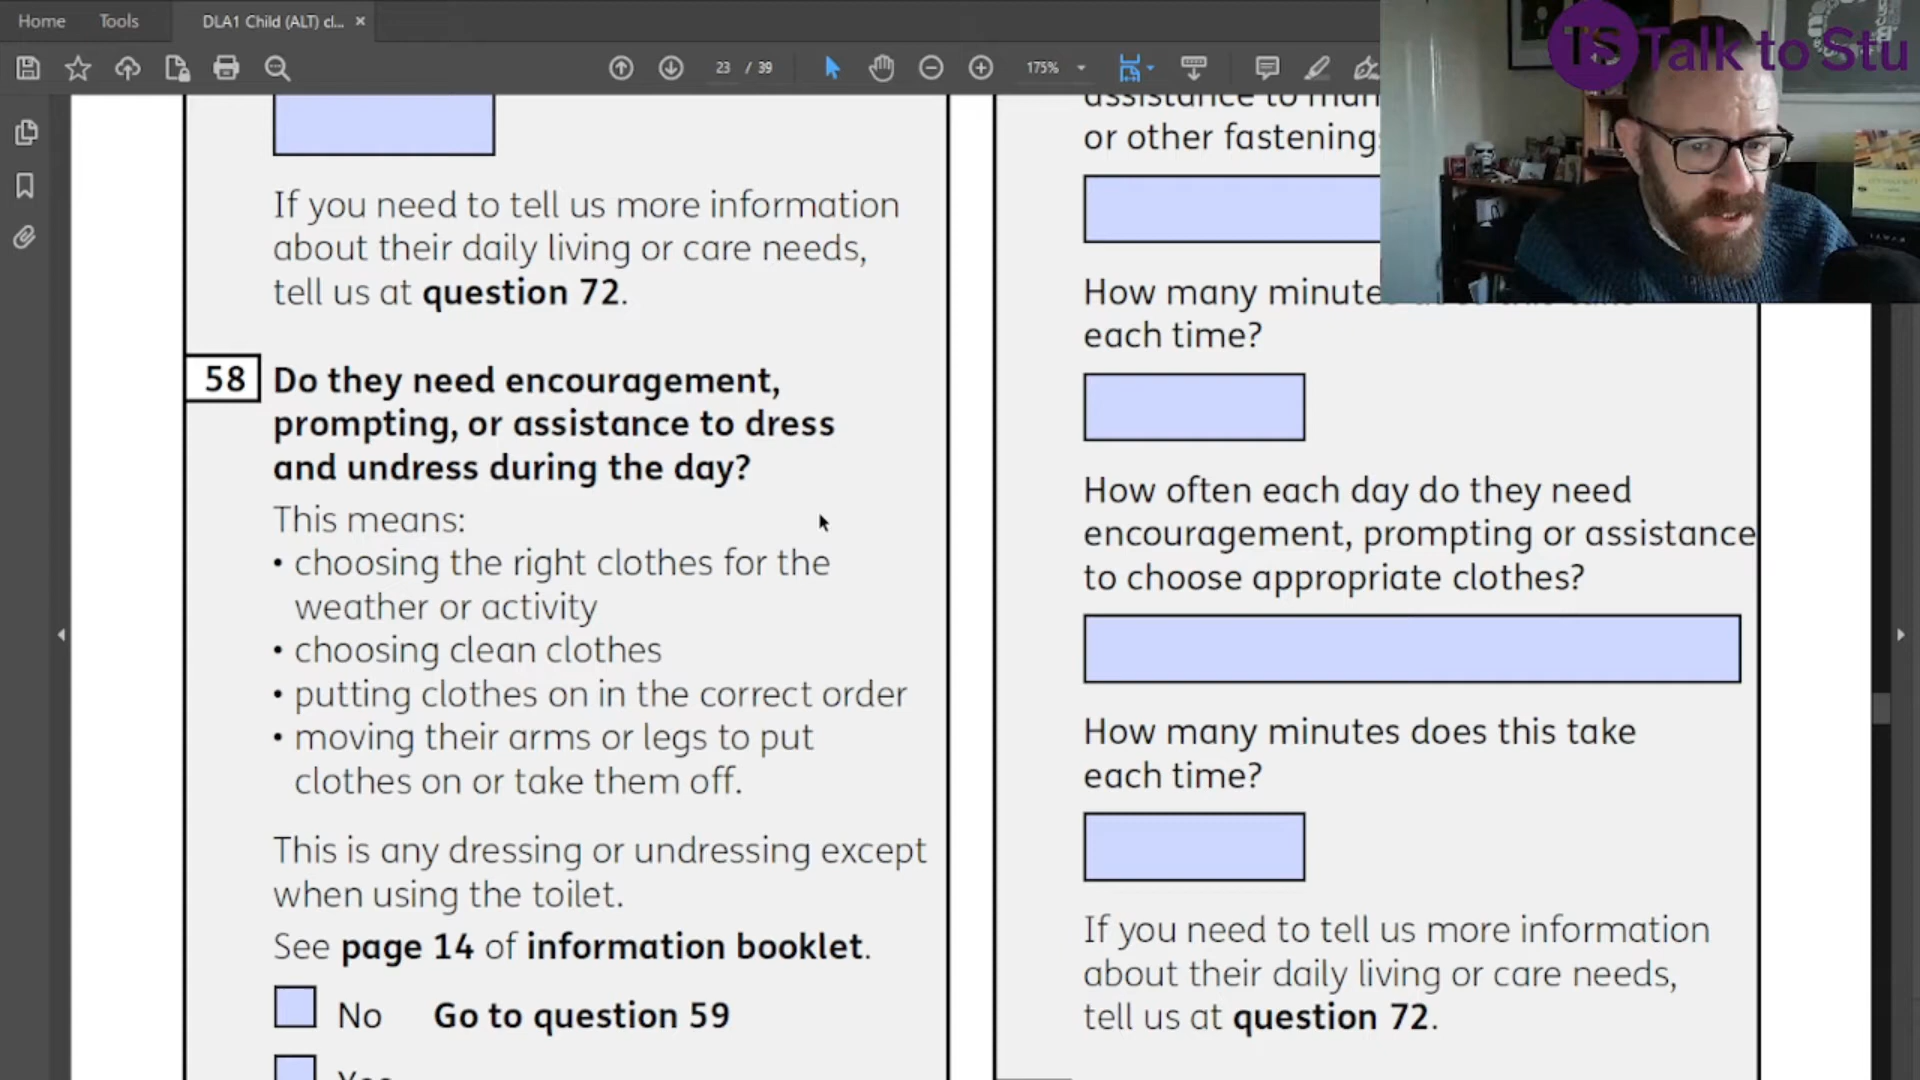 Home
Tools
DLA1 Child (ALT) cl...
23 / 39
175%
TS Talk to Stu
If you need to tell us more information
about their daily living or care needs,
tell us at question 72.
58
Do they need encouragement,
prompting, or assistance to dress
and undress during the day?
This means:
• choosing the right clothes for the
weather or activity
• choosing clean clothes
• putting clothes on in the correct order
• moving their arms or legs to put
clothes on or take them off.
This is any dressing or undressing except
when using the toilet.
See page 14 of information booklet.
No Go to question 59
Yes
assistance to
or other fastening
How many minute
each time?
How often each day do they need
encouragement, prompting or assistance
to choose appropriate clothes?
How many minutes does this take
each time?
If you need to tell us more information
about their daily living or care needs,
tell us at question 72.